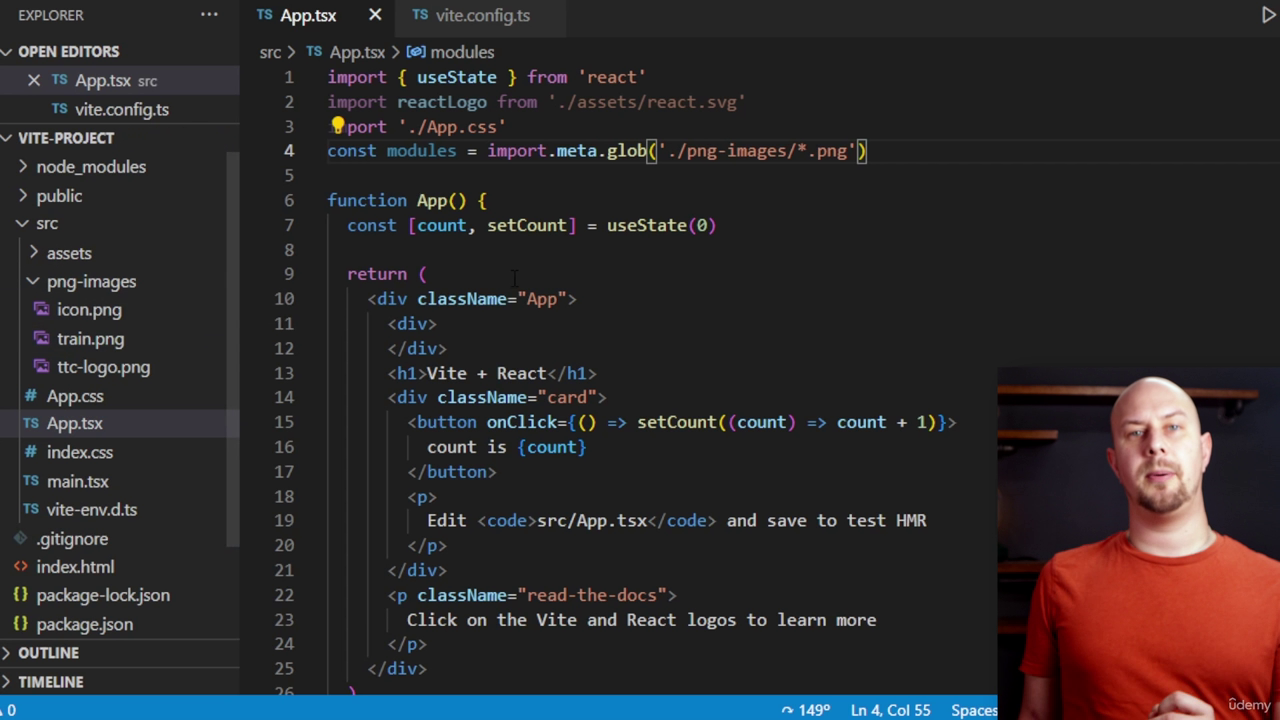 EXPLORER
OPEN EDITORS
App.tsx src
vite.config.ts
VITE-PROJECT
node_modules
public
src
assets
png-images
icon.png
train.png
ttc-logo.png
# App.css
TS App.tsx
# index.css
TS main.tsx
TS vite-env.d.ts
.gitignore
<> index.html
{} package-lock.json
{} package.json
OUTLINE
TIMELINE
TS App.tsx
TS vite.config.ts
src > TS App.tsx > modules
1 import { useState } from 'react'
2 import reactLogo from './assets/react.svg'
3 import './App.css'
4 const modules = import.meta.glob('./png-images/*.png')
5
6 function App() {
7 const [count, setCount] = useState(0)
8
9 return (
10 <div className="App">
11 <div>
12 </div>
13 <h1>Vite + React</h1>
14 <div className="card">
15 <button onClick={() => setCount((count) => count + 1)}>
16 count is {count}
17 </button>
18 <p>
19 Edit <code>src/App.tsx</code> and save to test HMR
20 </p>
21 </div>
22 <p className="read-the-docs">
23 Click on the Vite and React logos to learn more
24 </p>
25 </div>
26 )
0
149°
Ln 4, Col 55
Spaces
ûdemy